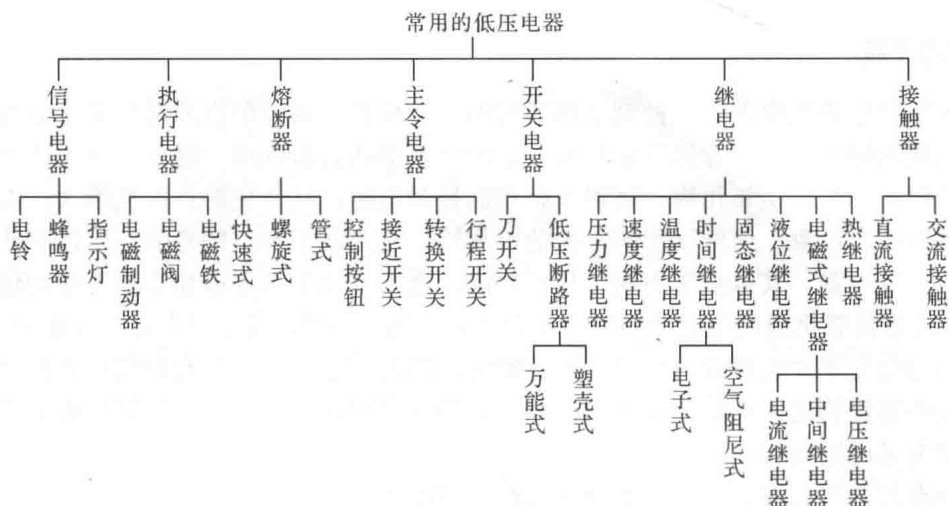 常用的低压电器
信号电器
执行电器
熔断器
主令电器
开关电器
继电器
接触器
电铃
蜂鸣器
指示灯
电磁制动器
电磁阀
电磁铁
快速式
螺旋式
管式
控制按钮
接近开关
转换开关
行程开关
刀开关
低压断路器
压力继电器
速度继电器
温度继电器
时间继电器
固态继电器
液位继电器
电磁式继电器
热继电器
直流接触器
交流接触器
万能式
塑壳式
电子式
空气阻尼式
电流继电器
中间继电器
电压继电器